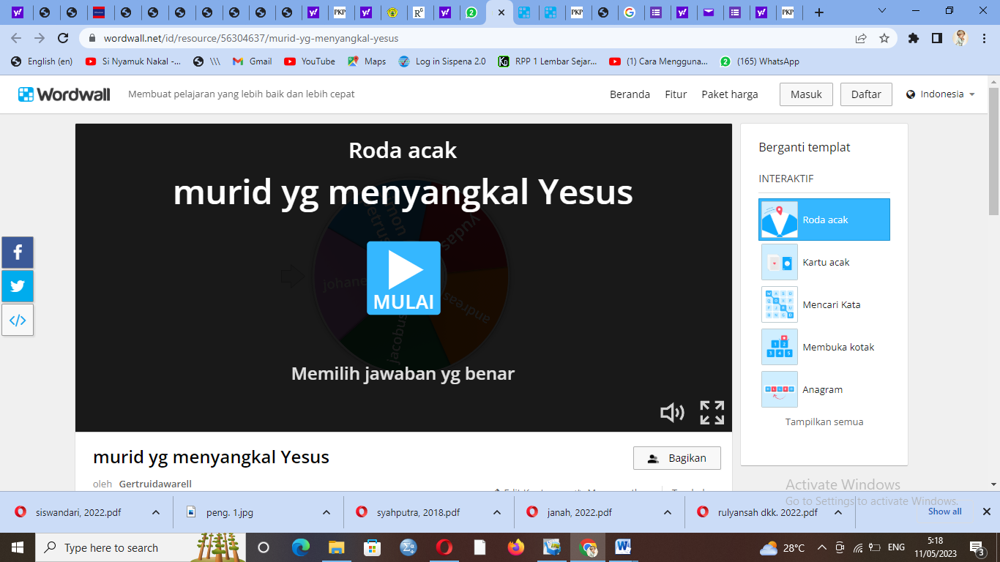 PKP
R⁶
PKP
PKP
wordwall.net/id/resource/56304637/murid-yg-menyangkal-yesus
English (en)
Si Nyamuk Nakal -...
\\\
Gmail
YouTube
Maps
Log in Sispena 2.0
RPP 1 Lembar Sejar...
(1) Cara Mengguna...
(165) WhatsApp
Wordwall
Membuat pelajaran yang lebih baik dan lebih cepat
Beranda
Fitur
Paket harga
Masuk
Daftar
Indonesia
Roda acak
murid yg menyangkal Yesus
yudas
andreas
jacobus
MULAI
Memilih jawaban yg benar
Berganti templat
INTERAKTIF
Roda acak
Kartu acak
Mencari Kata
Membuka kotak
Anagram
Tampilkan semua
murid yg menyangkal Yesus
Bagikan
oleh Gertruidawarell
Activate Windows
Go to Settings to activate Windows.
siswandari, 2022.pdf
peng. 1.jpg
syahputra, 2018.pdf
janah, 2022.pdf
rulyansah dkk. 2022.pdf
Show all
Type here to search
28°C
ENG
5:18
11/05/2023
3